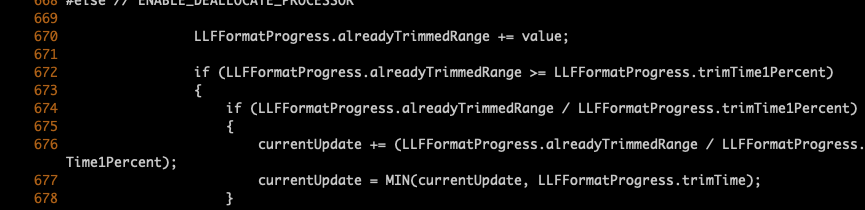 668 #else // ENABLE_DEALLOCATE_PROCESSOR
669
670 LLFFormatProgress.alreadyTrimmedRange += value;
671
672 if (LLFFormatProgress.alreadyTrimmedRange >= LLFFormatProgress.trimTime1Percent)
673 {
674 if (LLFFormatProgress.alreadyTrimmedRange / LLFFormatProgress.trimTime1Percent)
675 {
676 currentUpdate += (LLFFormatProgress.alreadyTrimmedRange / LLFFormatProgress.
Time1Percent);
677 currentUpdate = MIN(currentUpdate, LLFFormatProgress.trimTime);
678 }